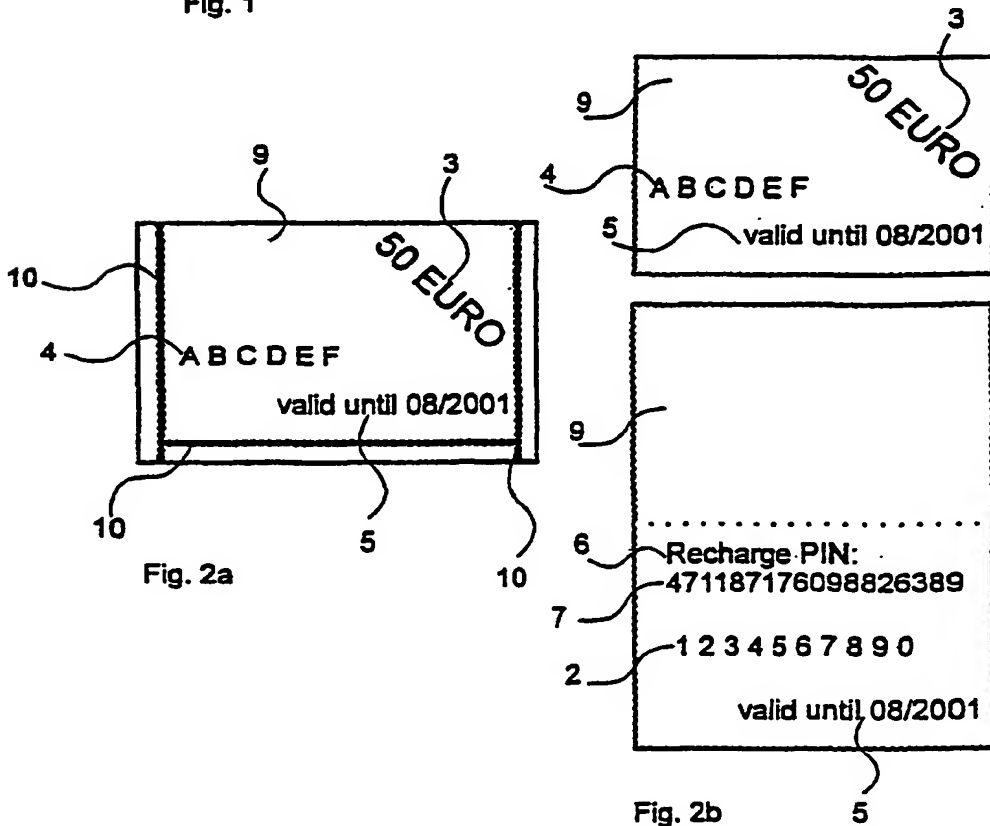 Fig. 1
3
9
50 EURO
4
A B C D E F
5
valid until 08/2001
9
3
10
50 EURO
4
A B C D E F
valid until 08/2001
10
5
10
Fig. 2a
9
6
Recharge PIN:
471187176098826389
7
1 2 3 4 5 6 7 8 9 0
2
valid until 08/2001
Fig. 2b
5